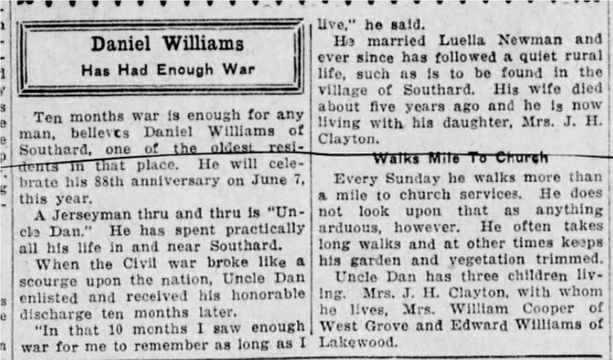 Daniel Williams
Has Had Enough War
Ten months war is enough for any
man, believes Daniel Williams of
Southard, one of the oldest resi-
dents in that place. He will cele-
brate his 88th anniversary on June 7,
this year.
A Jerseyman thru and thru is "Un-
cle Dan." He has spent practically
all his life in and near Southard.
When the Civil war broke like a
scourge upon the nation, Uncle Dan
enlisted and received his honorable
discharge ten months later.
"In that 10 months I saw enough
war for me to remember as long as I
live," he said.
He married Luella Newman and
ever since has followed a quiet rural
life, such as is to be found in the
village of Southard. His wife died
about five years ago and he is now
living with his daughter, Mrs. J. H.
Clayton.
Walks Mile To Church
Every Sunday he walks more than
a mile to church services. He does
not look upon that as anything
arduous, however. He often takes
long walks and at other times keeps
his garden and vegetation trimmed.
Uncle Dan has three children liv-
ing. Mrs. J. H. Clayton, with whom
he lives, Mrs. William Cooper of
West Grove and Edward Williams of
Lakewood.